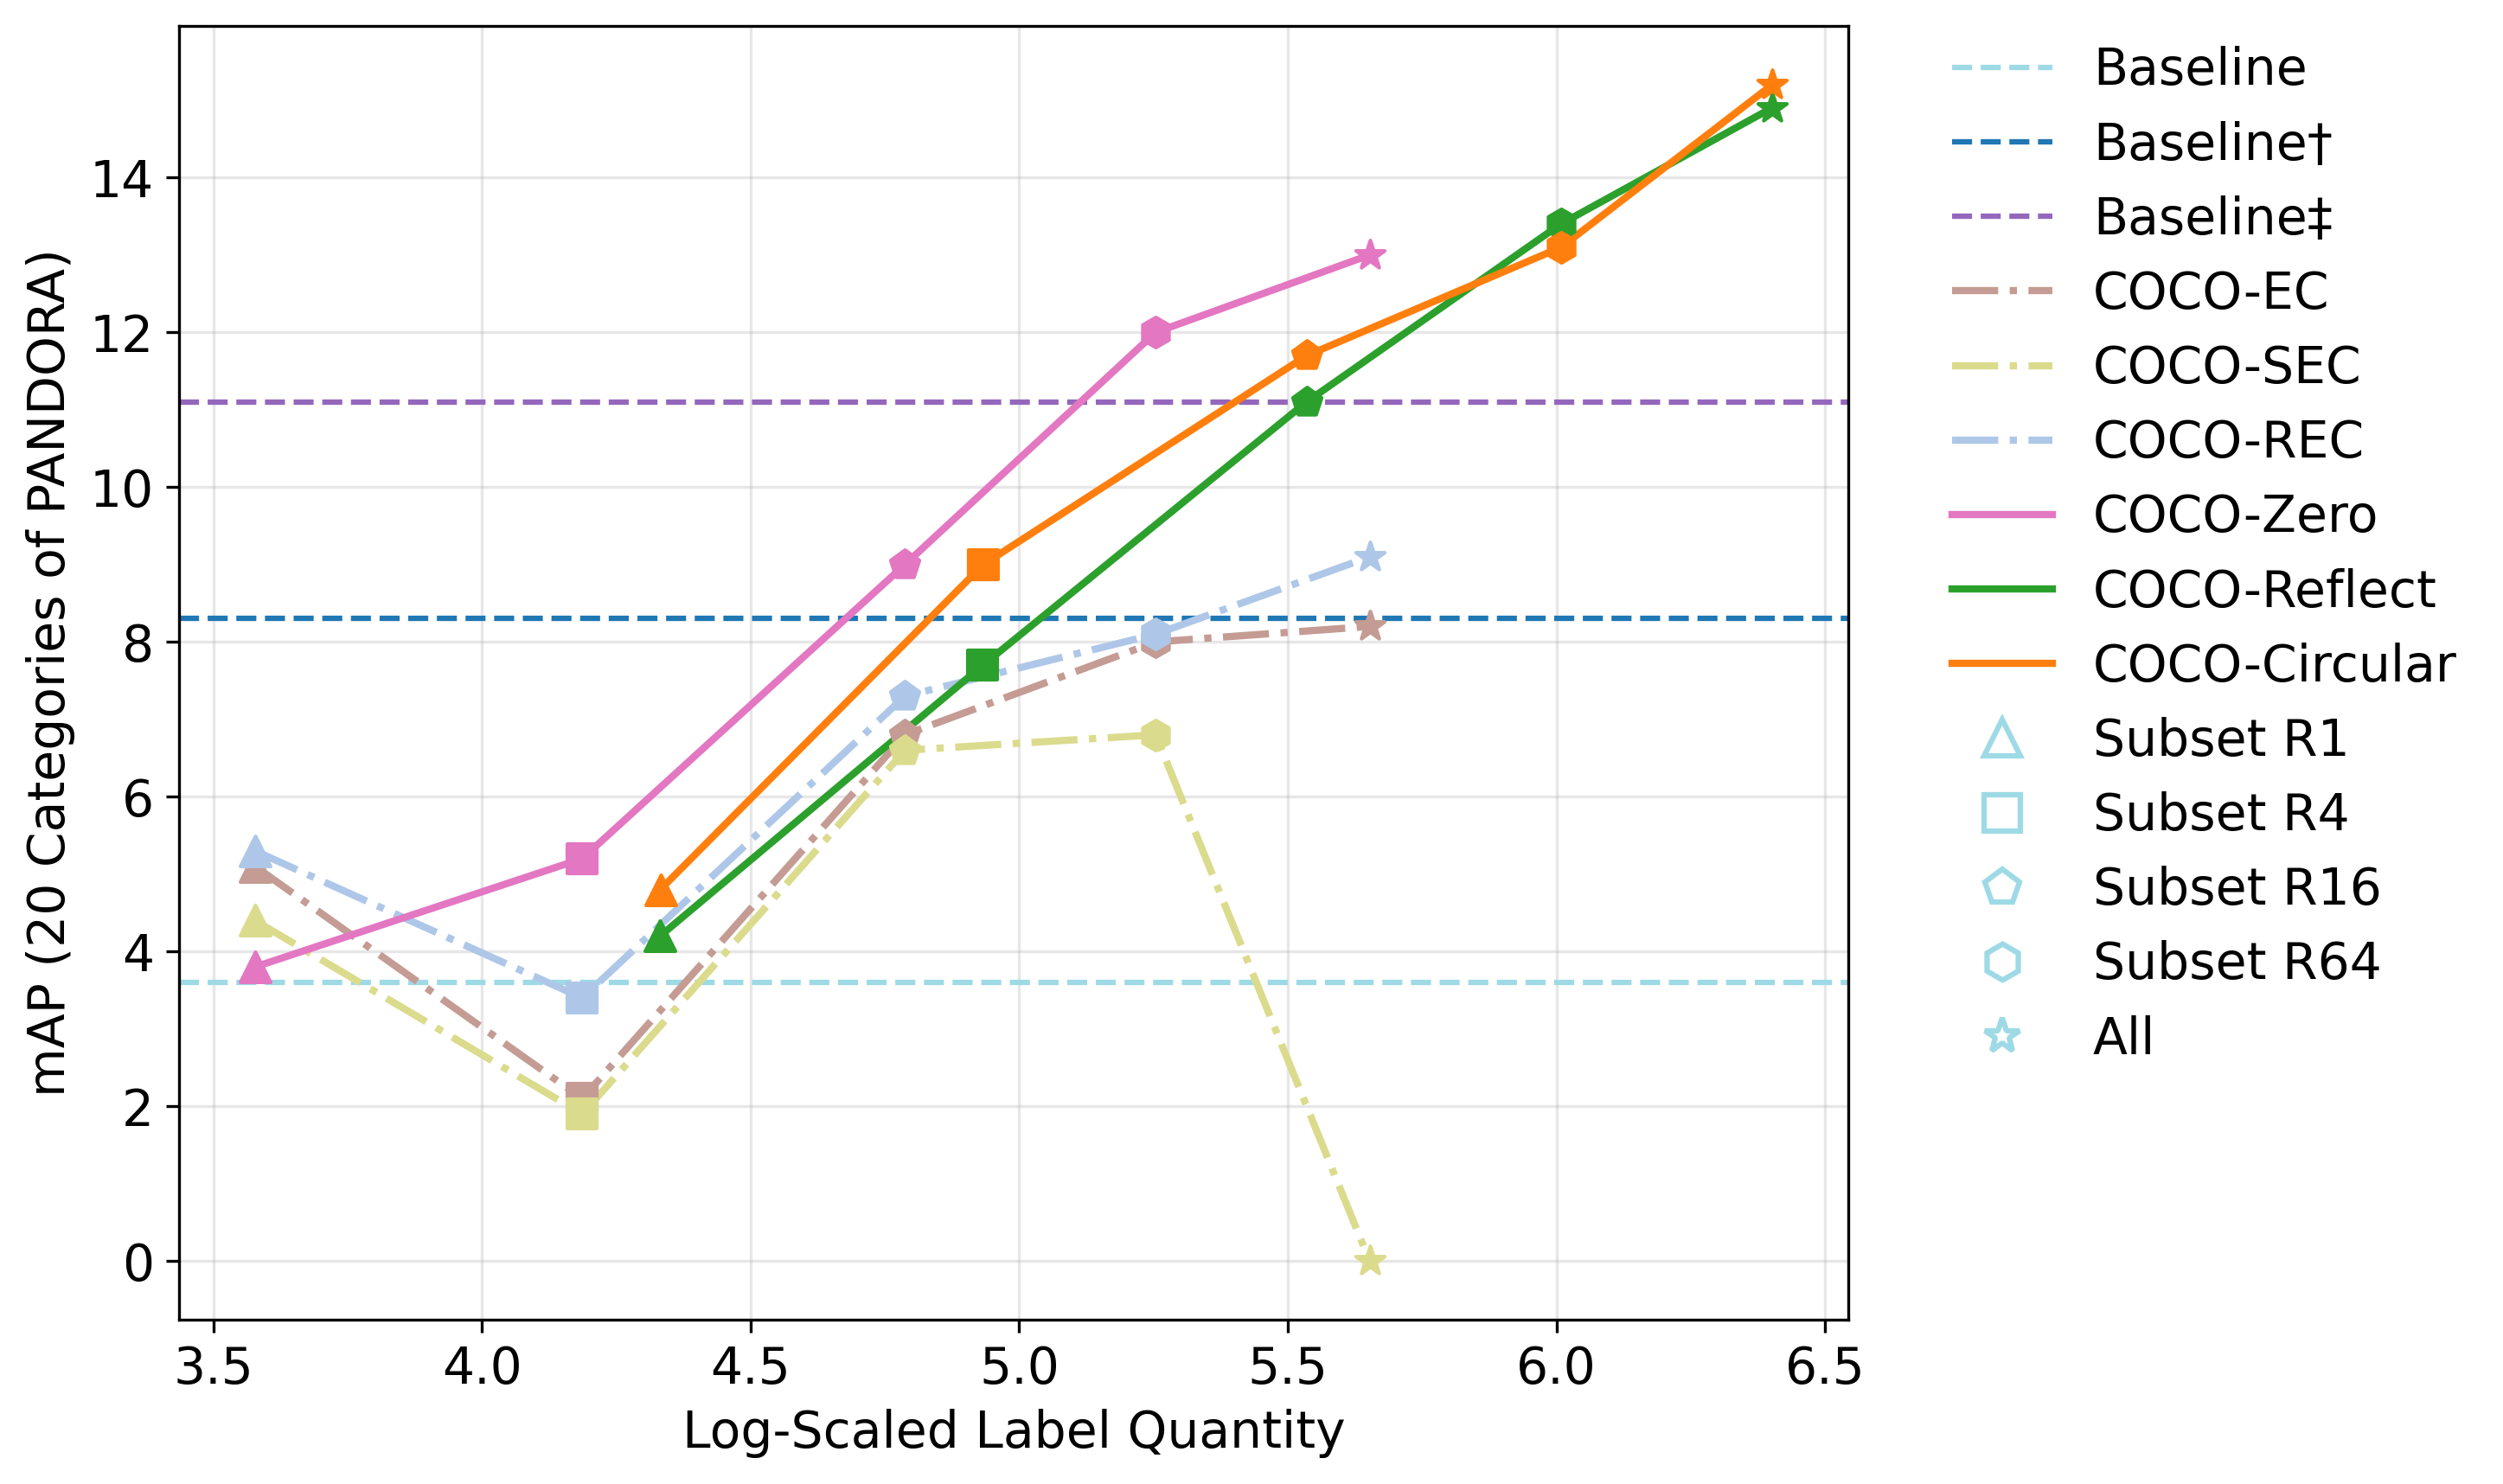 mAP (20 Categories of PANDORA)
14
12
10
8
6
4
2
0
3.5 4.0 4.5 5.0 5.5 6.0 6.5
Log-Scaled Label Quantity
Baseline
Baseline†
Baseline‡
COCO-EC
COCO-SEC
COCO-REC
COCO-Zero
COCO-Reflect
COCO-Circular
Subset R1
Subset R4
Subset R16
Subset R64
All